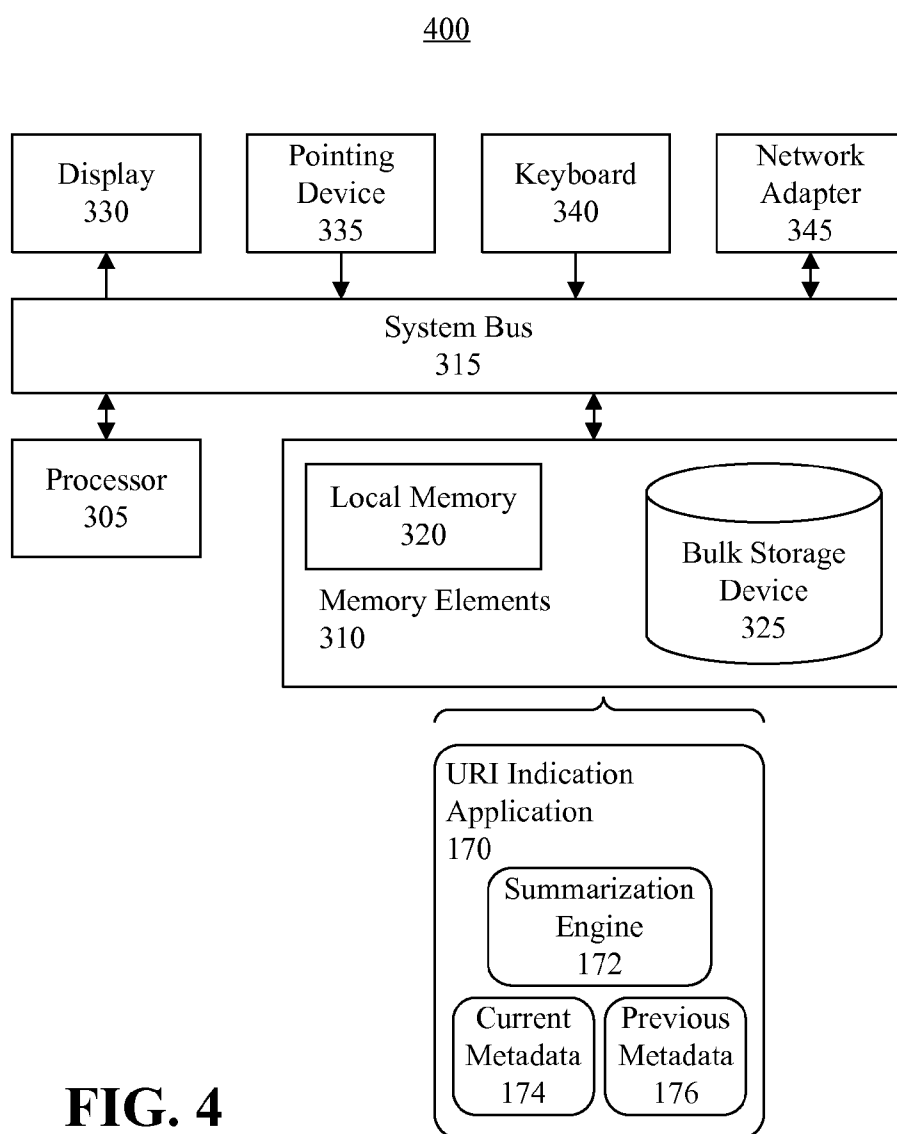 400
Display
330
Pointing
Device
335
Keyboard
340
Network
Adapter
345
System Bus
315
Processor
305
Local Memory
320
Memory Elements
310
Bulk Storage
Device
325
URI Indication
Application
170
Summarization
Engine
172
Current
Metadata
174
Previous
Metadata
176
FIG. 4